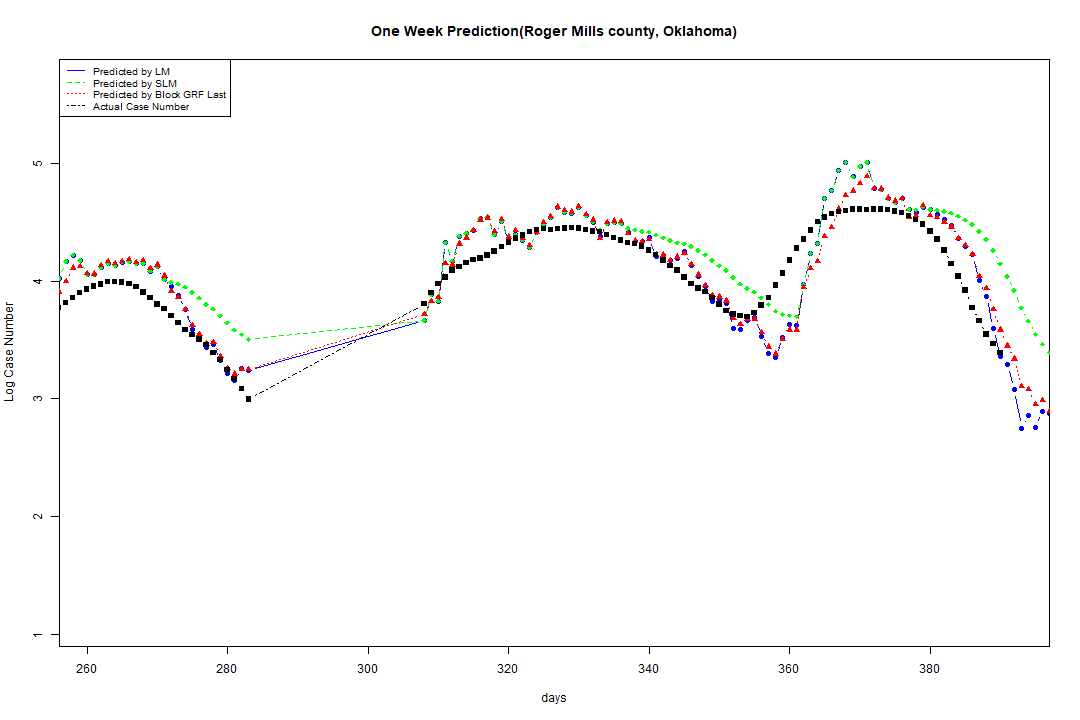 One Week Prediction(Roger Mills county, Oklahoma)
Predicted by LM
Predicted by SLM
Predicted by Block GRF Last
Actual Case Number
5
4
3
2
1
Log Case Number
260 280 300 320 340 360 380
days